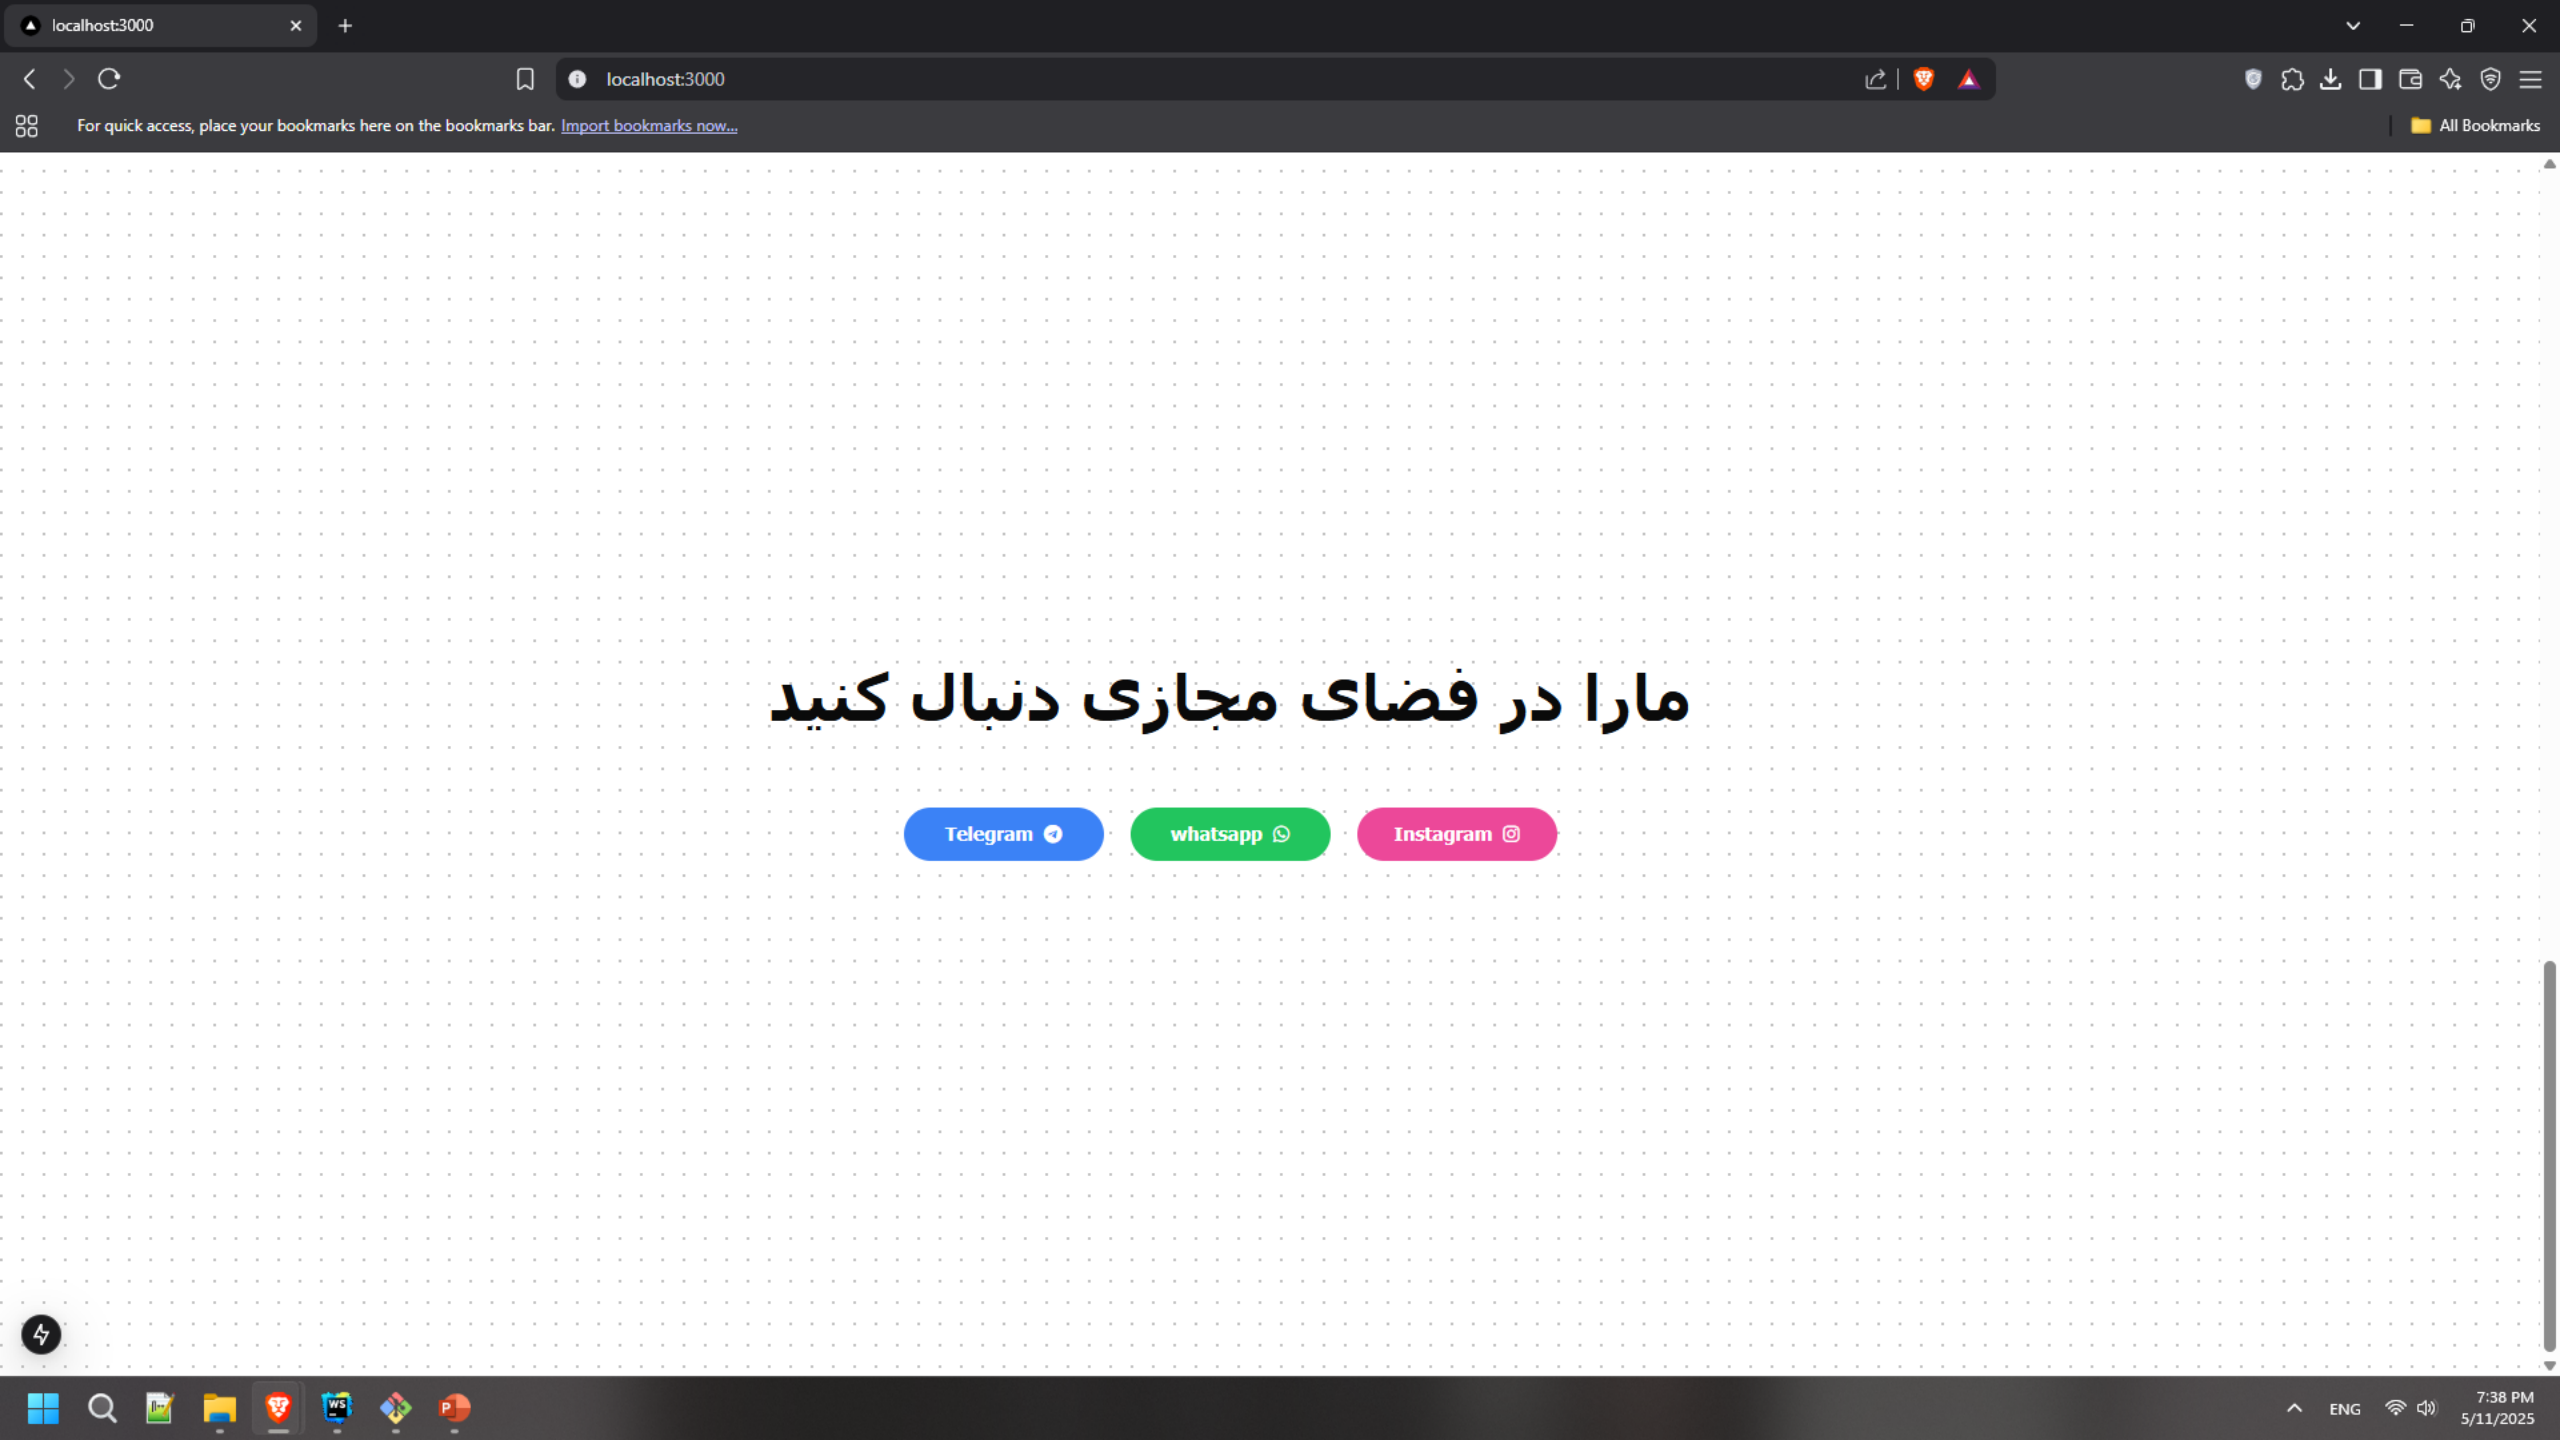 localhost:3000
localhost:3000
For quick access, place your bookmarks here on the bookmarks bar. Import bookmarks now...
All Bookmarks
مارا در فضای مجازی دنبال کنید
Telegram
whatsapp
Instagram
WS
P
ENG
7:38 PM
5/11/2025